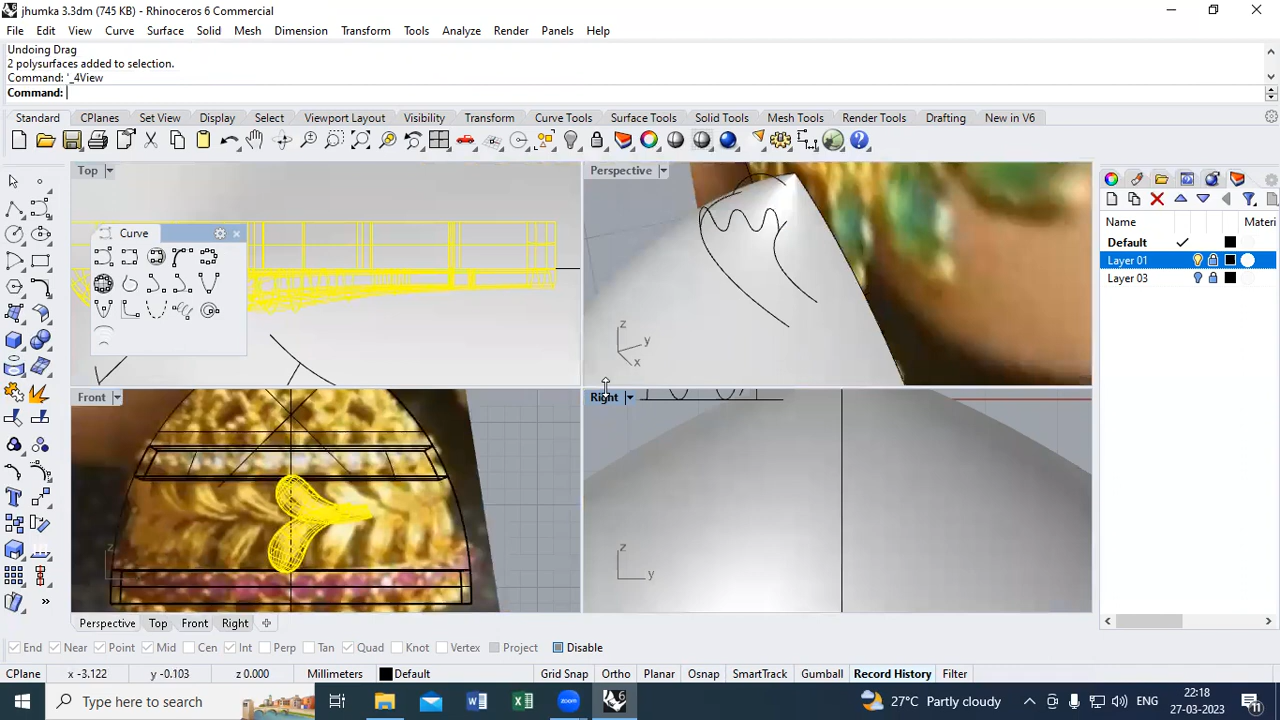 jhumka 3.3dm (745 KB) - Rhinoceros 6 Commercial
File Edit View Curve Surface Solid Mesh Dimension Transform Tools Analyze Render Panels Help
Undoing Drag
2 polysurfaces added to selection.
Command: '_4View
Command:
Standard CPlanes Set View Display Select Viewport Layout Visibility Transform Curve Tools Surface Tools Solid Tools Mesh Tools Render Tools Drafting New in V6
Top
Perspective
Curve
Name Materi
Default
Layer 01
Layer 03
z
y
x
Front
Right
z
z
y
Perspective Top Front Right
End Near Point Mid Cen Int Perp Tan Quad Knot Vertex Project Disable
CPlane x -3.122 y -0.103 z 0.000 Millimeters Default Grid Snap Ortho Planar Osnap SmartTrack Gumball Record History Filter
Type here to search
27°C Partly cloudy
ENG
22:18
27-03-2023
11